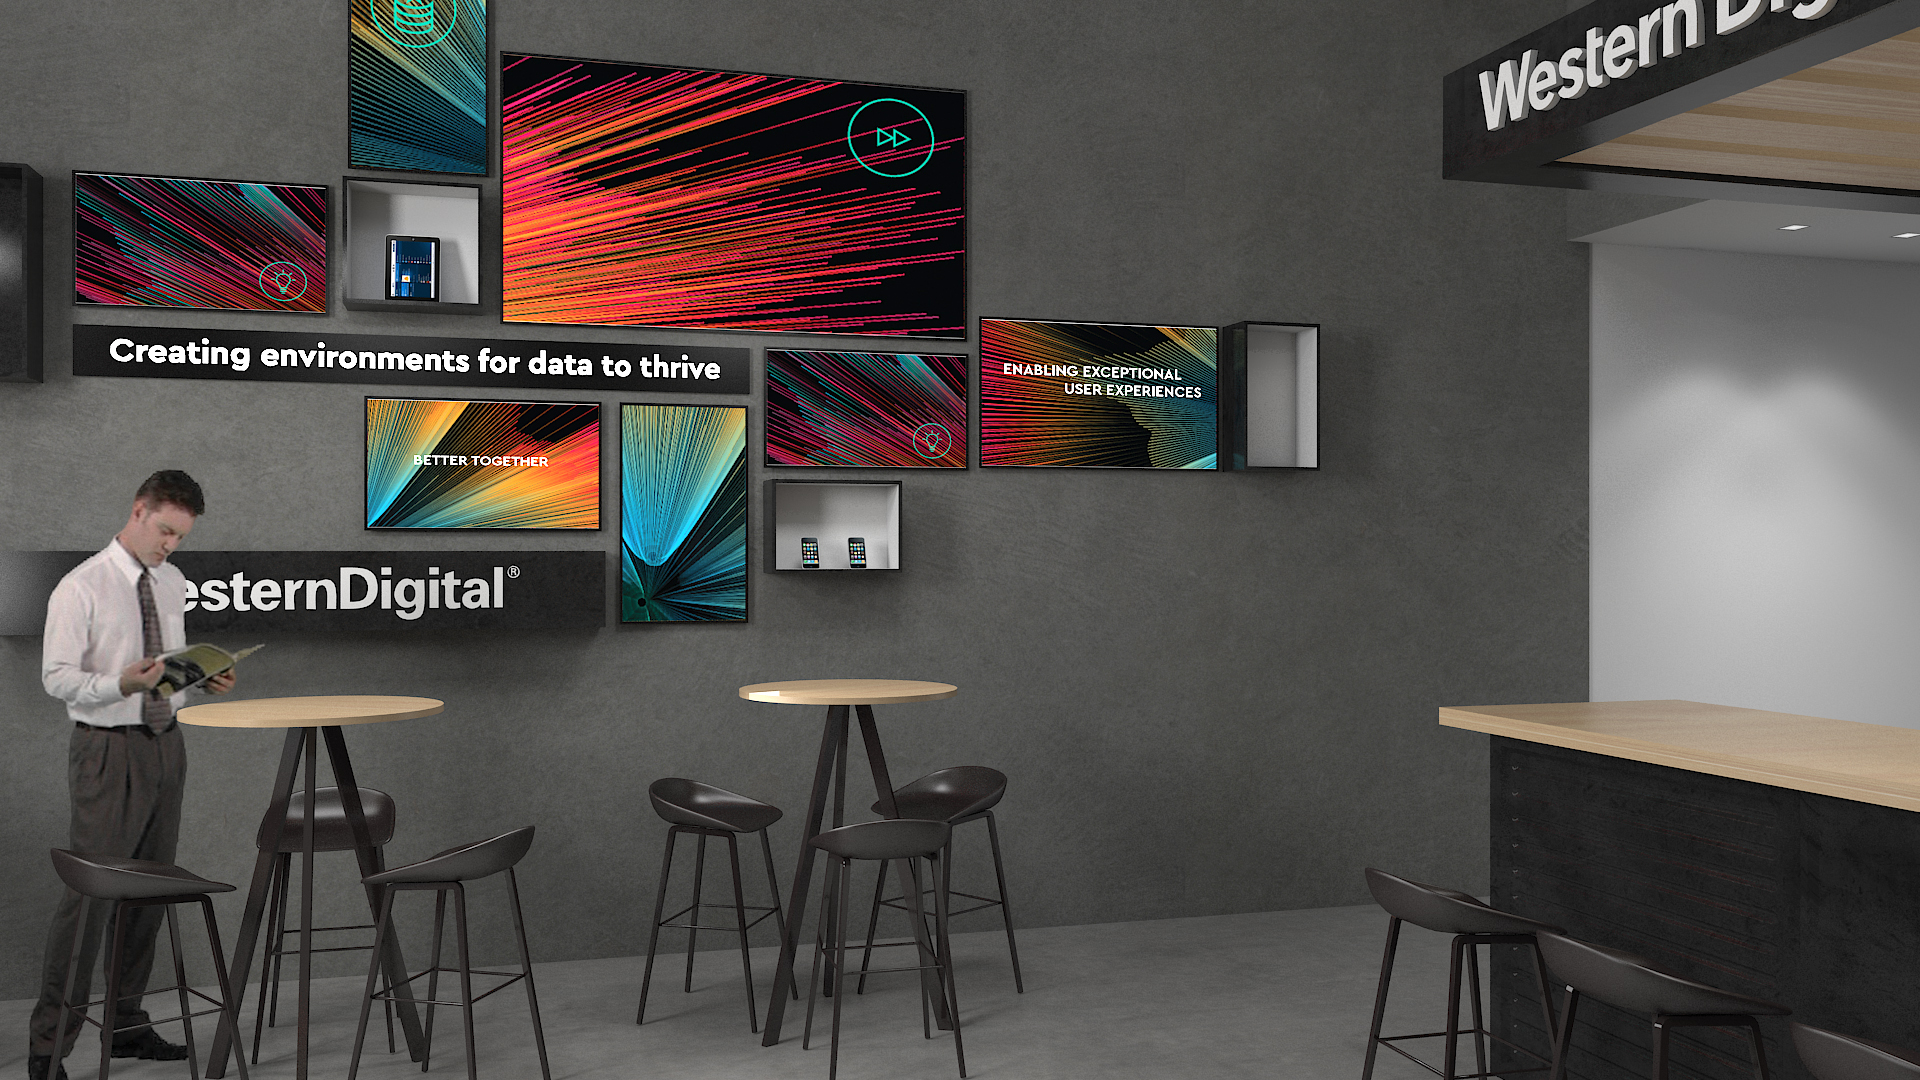 Western
Creating environments for data to thrive
ENABLING EXCEPTIONAL
USER EXPERIENCES
BETTER TOGETHER
esternDigital®